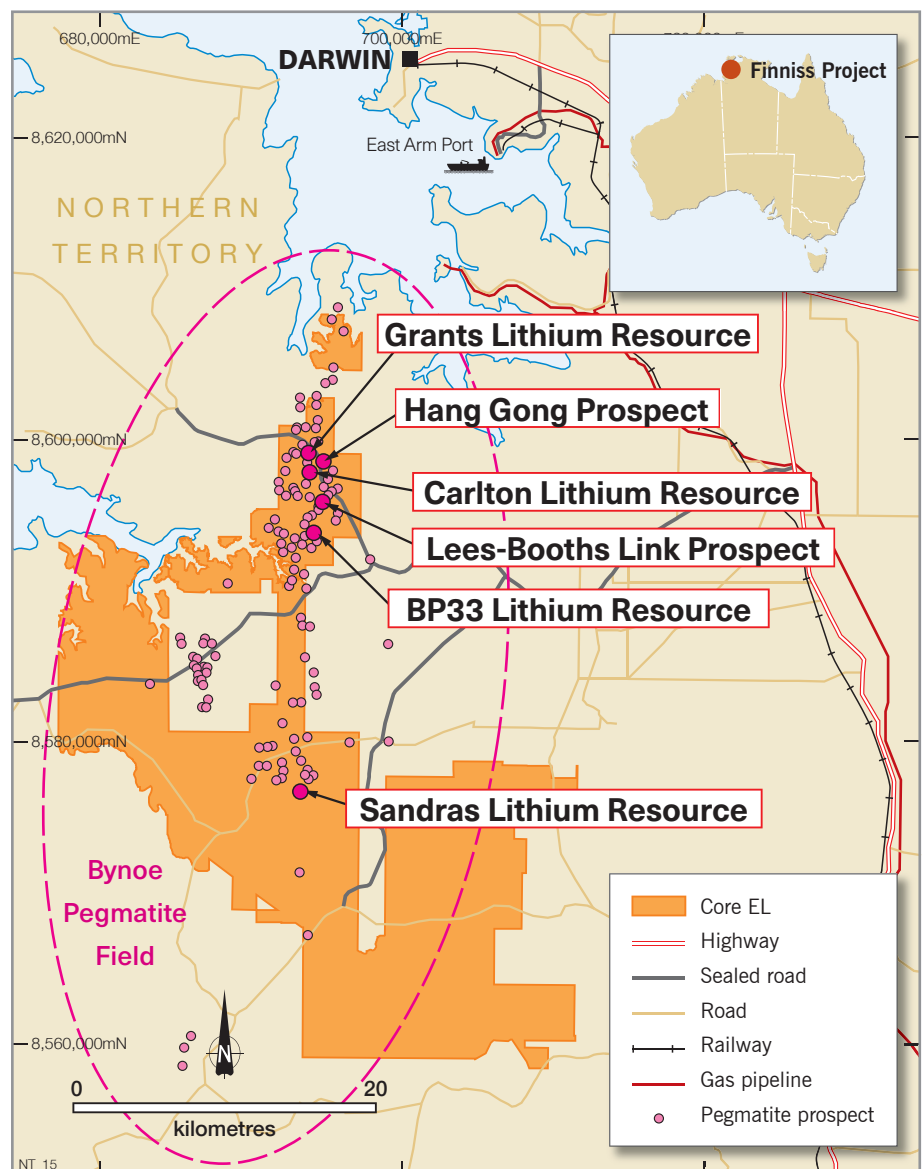 680,000mE
700,000mE
DARWIN
Finniss Project
8,620,000mN
East Arm Port
NORTHERN
TERRITORY
Grants Lithium Resource
Hang Gong Prospect
8,600,000mN
Carlton Lithium Resource
Lees-Booths Link Prospect
BP33 Lithium Resource
8,580,000mN
Sandras Lithium Resource
Bynoe
Pegmatite
Field
Core EL
Highway
Sealed road
Road
Railway
Gas pipeline
Pegmatite prospect
8,560,000mN
N
0 20
kilometres
NT_15